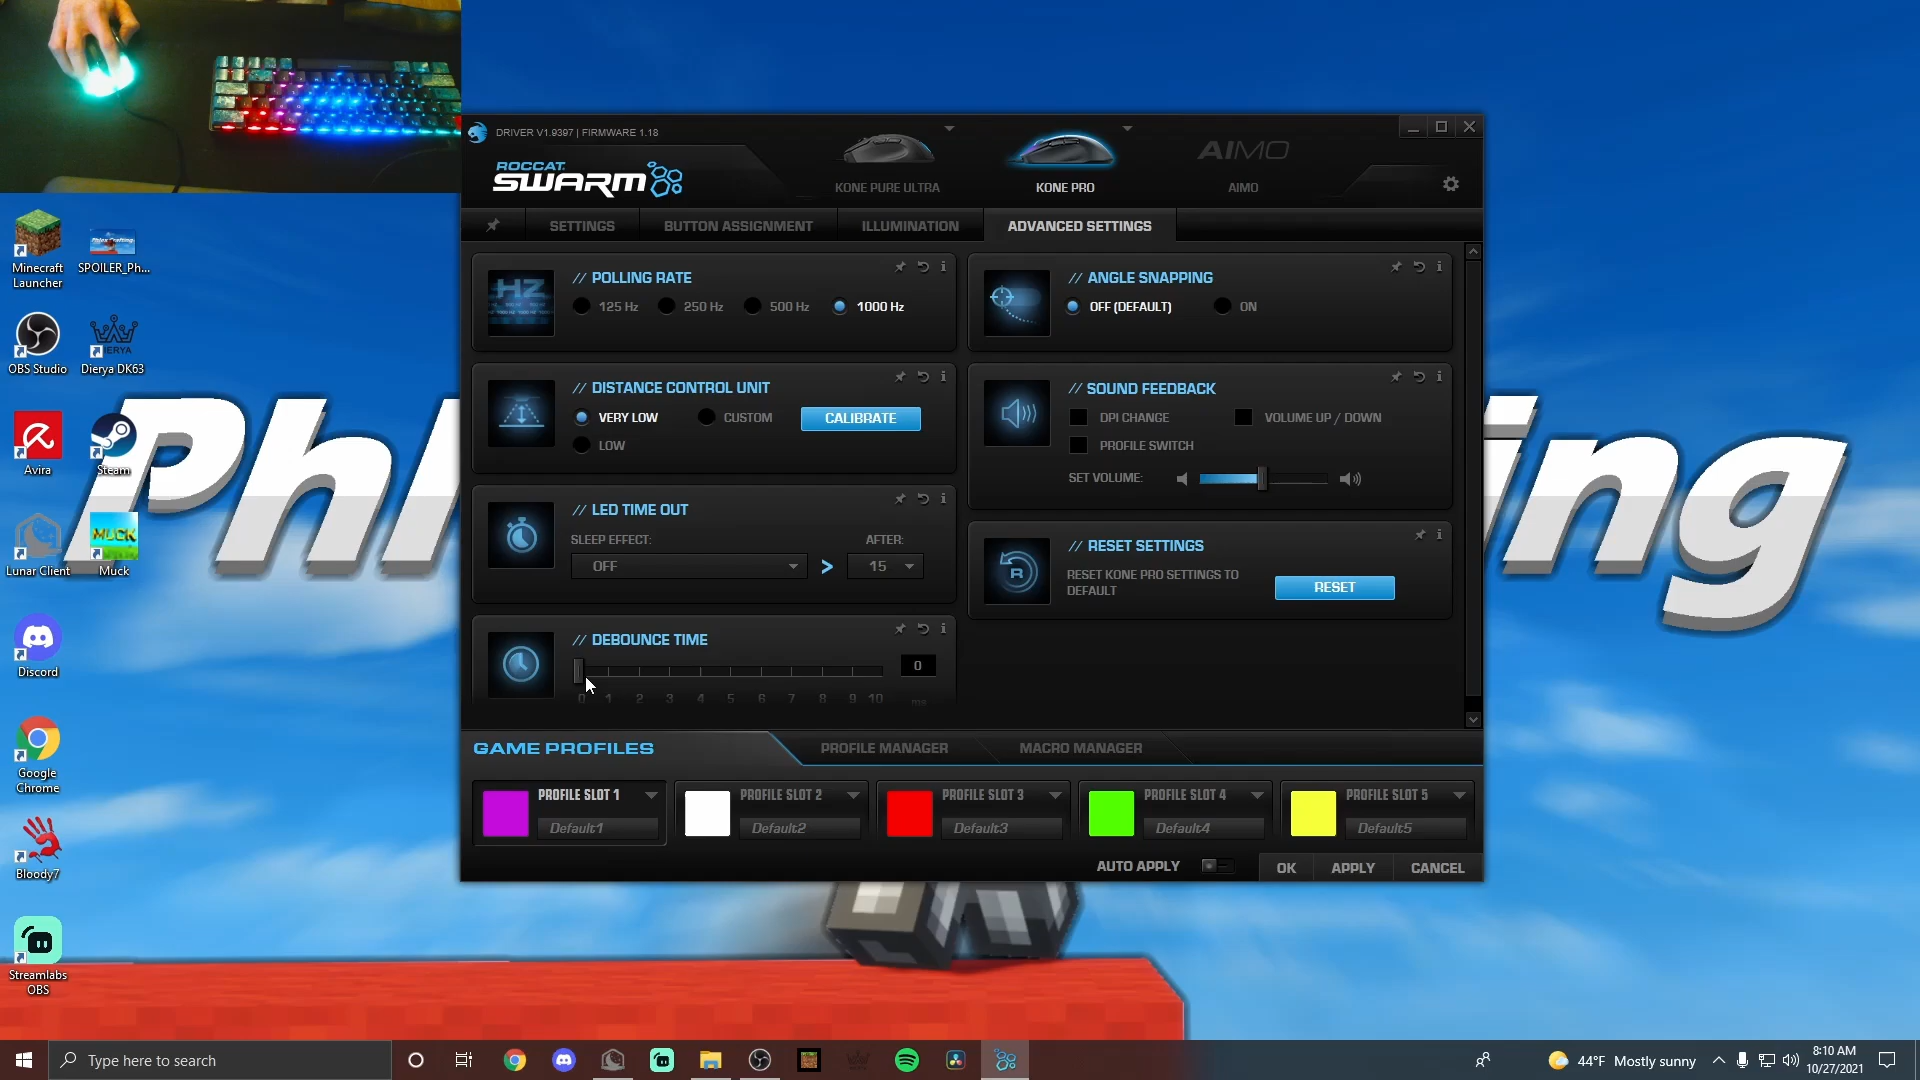 DRIVER V1.9397 | FIRMWARE 1.18
ROCCAT
SWARM
KONE PURE ULTRA
KONE PRO
AIMO
AIMO
SETTINGS
BUTTON ASSIGNMENT
ILLUMINATION
ADVANCED SETTINGS
HZ
// POLLING RATE
125 Hz
250 Hz
500 Hz
1000 Hz
// ANGLE SNAPPING
OFF (DEFAULT)
ON
// DISTANCE CONTROL UNIT
VERY LOW
CUSTOM
CALIBRATE
LOW
// SOUND FEEDBACK
DPI CHANGE
VOLUME UP / DOWN
PROFILE SWITCH
SET VOLUME:
// LED TIME OUT
SLEEP EFFECT:
AFTER:
OFF
>
15
// RESET SETTINGS
R
RESET KONE PRO SETTINGS TO
DEFAULT
RESET
// DEBOUNCE TIME
0
0 1 2 3 4 5 6 7 8 9 10
ms
GAME PROFILES
PROFILE MANAGER
MACRO MANAGER
PROFILE SLOT 1
Default1
PROFILE SLOT 2
Default2
PROFILE SLOT 3
Default3
PROFILE SLOT 4
Default4
PROFILE SLOT 5
Default5
AUTO APPLY
OK
APPLY
CANCEL
Minecraft
Launcher
SPOILER_Ph...
OBS Studio
Dierya DK63
Avira
Steam
Lunar Client
MUCK
Muck
Discord
Google
Chrome
Bloody7
Streamlabs
OBS
Type here to search
44°F Mostly sunny
8:10 AM
10/27/2021